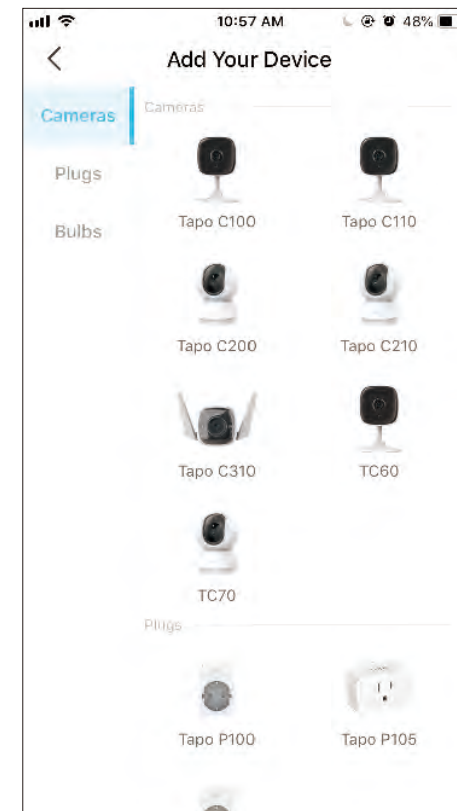 10:57 AM 48%
Add Your Device
Cameras
Plugs
Bulbs
Cameras
Tapo C100 Tapo C110
Tapo C200 Tapo C210
Tapo C310 TC60
TC70
Plugs
Tapo P100 Tapo P105